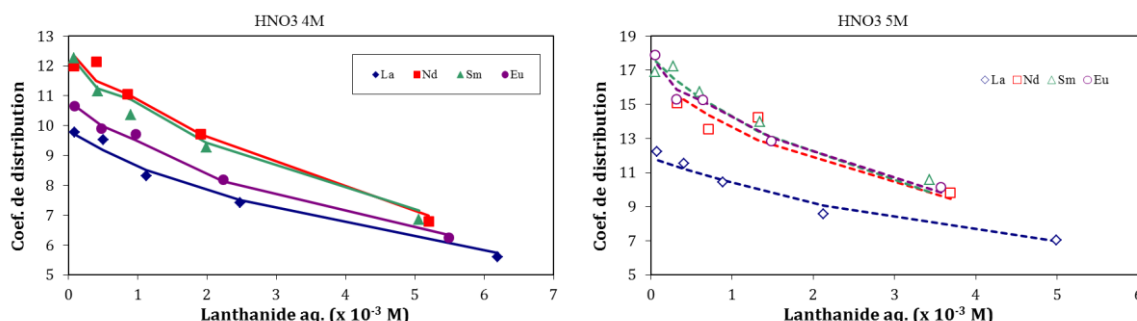 HNO3 4M
13
12
11
10
9
8
7
6
5
Coef. de distribution
La Nd Sm Eu
0 1 2 3 4 5 6 7
Lanthanide aq. (x 10⁻³ M)
HNO3 5M
19
17
15
13
11
9
7
5
Coef. de distribution
La Nd Sm Eu
0 1 2 3 4 5 6
Lanthanide aq. (x 10⁻³ M)